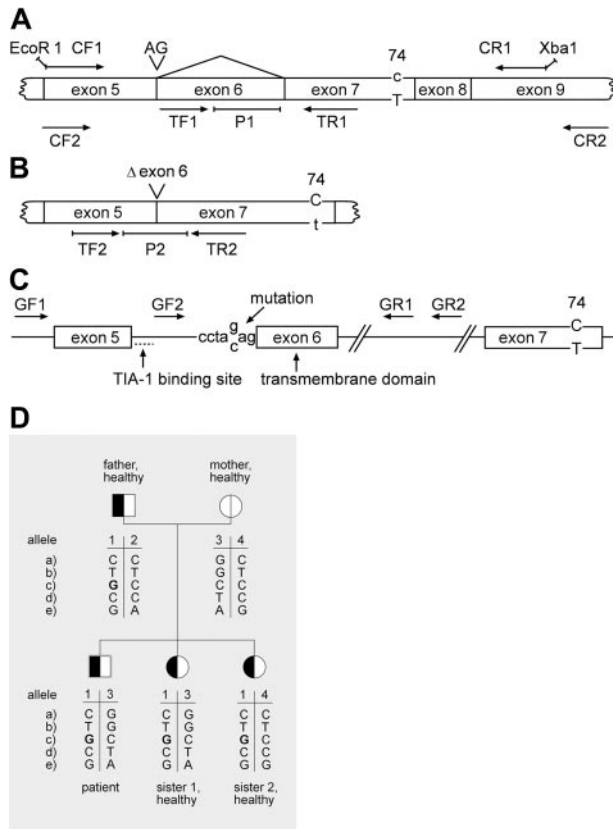 A
EcoR 1 CF1 AG 74 CR1 Xba1
c
exon 5 exon 6 exon 7 exon 8 exon 9
T
TF1 P1 TR1
CF2 CR2
B
Δ exon 6 74
C
exon 5 exon 7
t
TF2 P2 TR2
C
mutation
GF1 GF2 GR1 GR2 74
g
exon 5 ccta ag exon 6 exon 7 C
c T
TIA-1 binding site transmembrane domain
D
father, mother,
healthy healthy
allele 1 2 3 4
a) C C G C
b) T T G T
c) G C C C
d) C C T C
e) G A A G
allele 1 3 1 3 1 4
a) C G C G C C
b) T G T G T T
c) G C G C G C
d) C T C T C C
e) G A G A G G
patient sister 1, sister 2,
healthy healthy